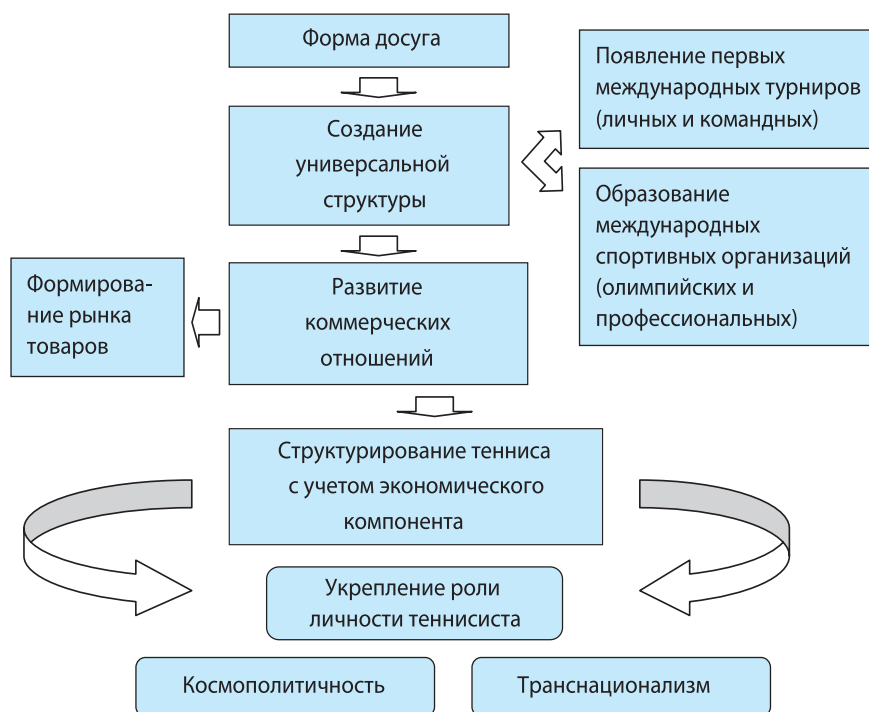 Форма досуга
Появление первых
международных турниров
(личных и командных)
Создание
универсальной
структуры
Образование
международных
спортивных организаций
(олимпийских и
профессиональных)
Формирова-
ние рынка
товаров
Развитие
коммерческих
отношений
Структурирование тенниса
с учетом экономического
компонента
Укрепление роли
личности теннисиста
Космополитичность
Транснационализм